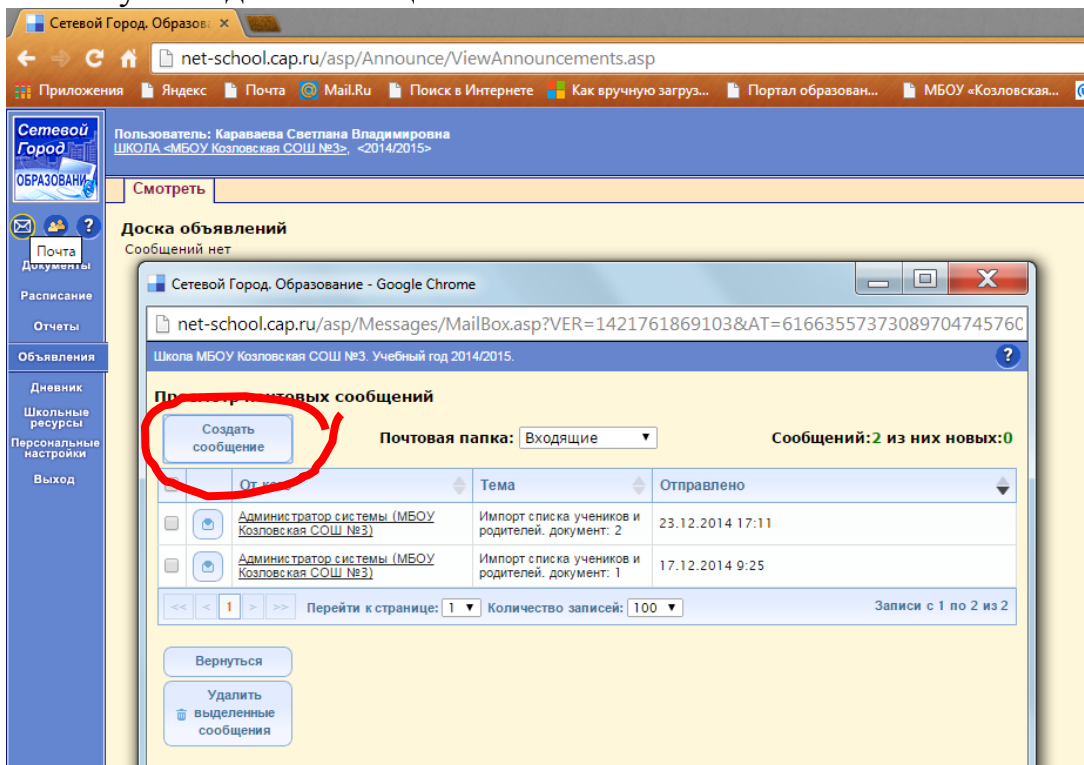 Сетевой Город. Образова ×
net-school.cap.ru/asp/Announce/ViewAnnouncements.asp
Приложения Яндекс Почта Mail.Ru Поиск в Интернете Как вручную загруз... Портал образован... МБОУ «Козловская...
Сетевой
Город
ОБРАЗОВАНИ
Пользователь: Караваева Светлана Владимировна
ШКОЛА <МБОУ Козловская СОШ №3>, <2014/2015>
Смотреть
Доска объявлений
Сообщений нет
Почта
Документы
Расписание
Отчеты
Объявления
Дневник
Школьные
ресурсы
Персональные
настройки
Выход
Сетевой Город. Образование - Google Chrome
net-school.cap.ru/asp/Messages/MailBox.asp?VER=1421761869103&AT=61663557373089704745760
Школа МБОУ Козловская СОШ №3. Учебный год 2014/2015.
?
Просмотр почтовых сообщений
Создать
сообщение
Почтовая папка: Входящие
Сообщений:2 из них новых:0
От кого Тема Отправлено
Администратор системы (МБОУ
Козловская СОШ №3)
Импорт списка учеников и
родителей. документ: 2
23.12.2014 17:11
Администратор системы (МБОУ
Козловская СОШ №3)
Импорт списка учеников и
родителей. документ: 1
17.12.2014 9:25
<< < 1 > >> Перейти к странице: 1 Количество записей: 100 Записи с 1 по 2 из 2
Вернуться
Удалить
выделенные
сообщения